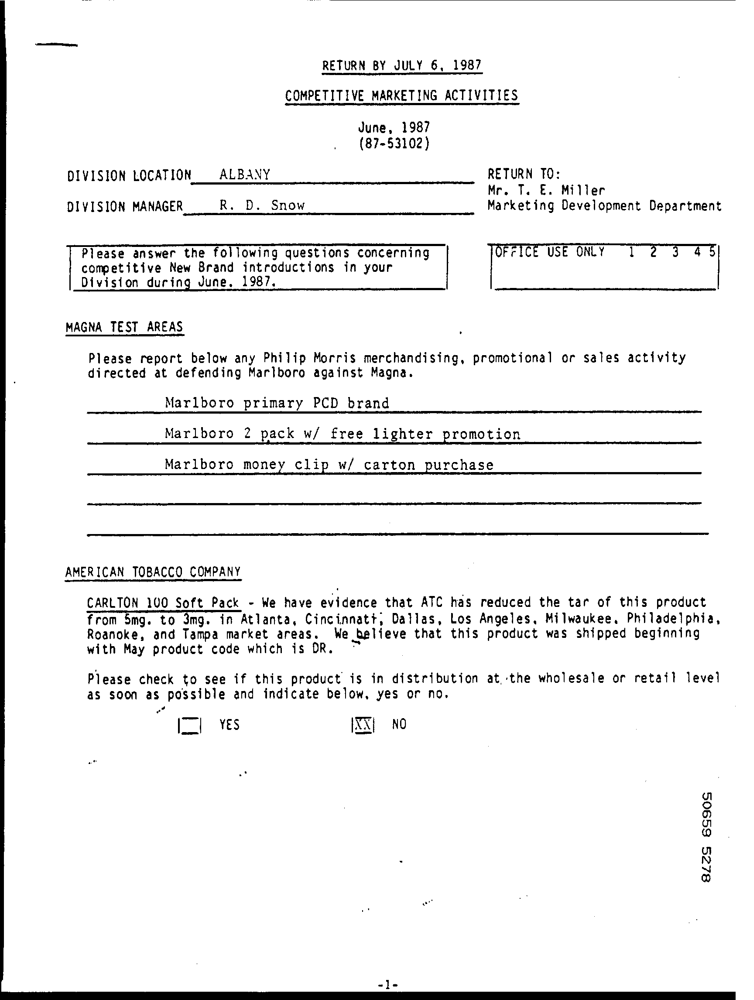 RETURN BY JULY 6, 1987
COMPETITIVE MARKETING ACTIVITIES
June, 1987
(87-53102)
DIVISION LOCATION ALBANY
RETURN TO:
Mr. T. E. Miller
DIVISION MANAGER R. D. Snow
Marketing Development Department
Please answer the following questions concerning
competitive New Brand introductions in your
Division during June, 1987.
OFFICE USE ONLY 1 2 3 4 5
MAGNA TEST AREAS
Please report below any Philip Morris merchandising, promotional or sales activity
directed at defending Marlboro against Magna.
Marlboro primary PCD brand
Marlboro 2 pack w/ free lighter promotion
Marlboro money clip w/ carton purchase
AMERICAN TOBACCO COMPANY
CARLTON 100 Soft Pack - We have evidence that ATC has reduced the tar of this product
from 5mg. to 3mg. in Atlanta, Cincinnati, Dallas, Los Angeles, Milwaukee, Philadelphia,
Roanoke, and Tampa market areas. We believe that this product was shipped beginning
with May product code which is DR.
Please check to see if this product is in distribution at the wholesale or retail level
as soon as possible and indicate below, yes or no.
YES XX NO
50659 5278
-1-